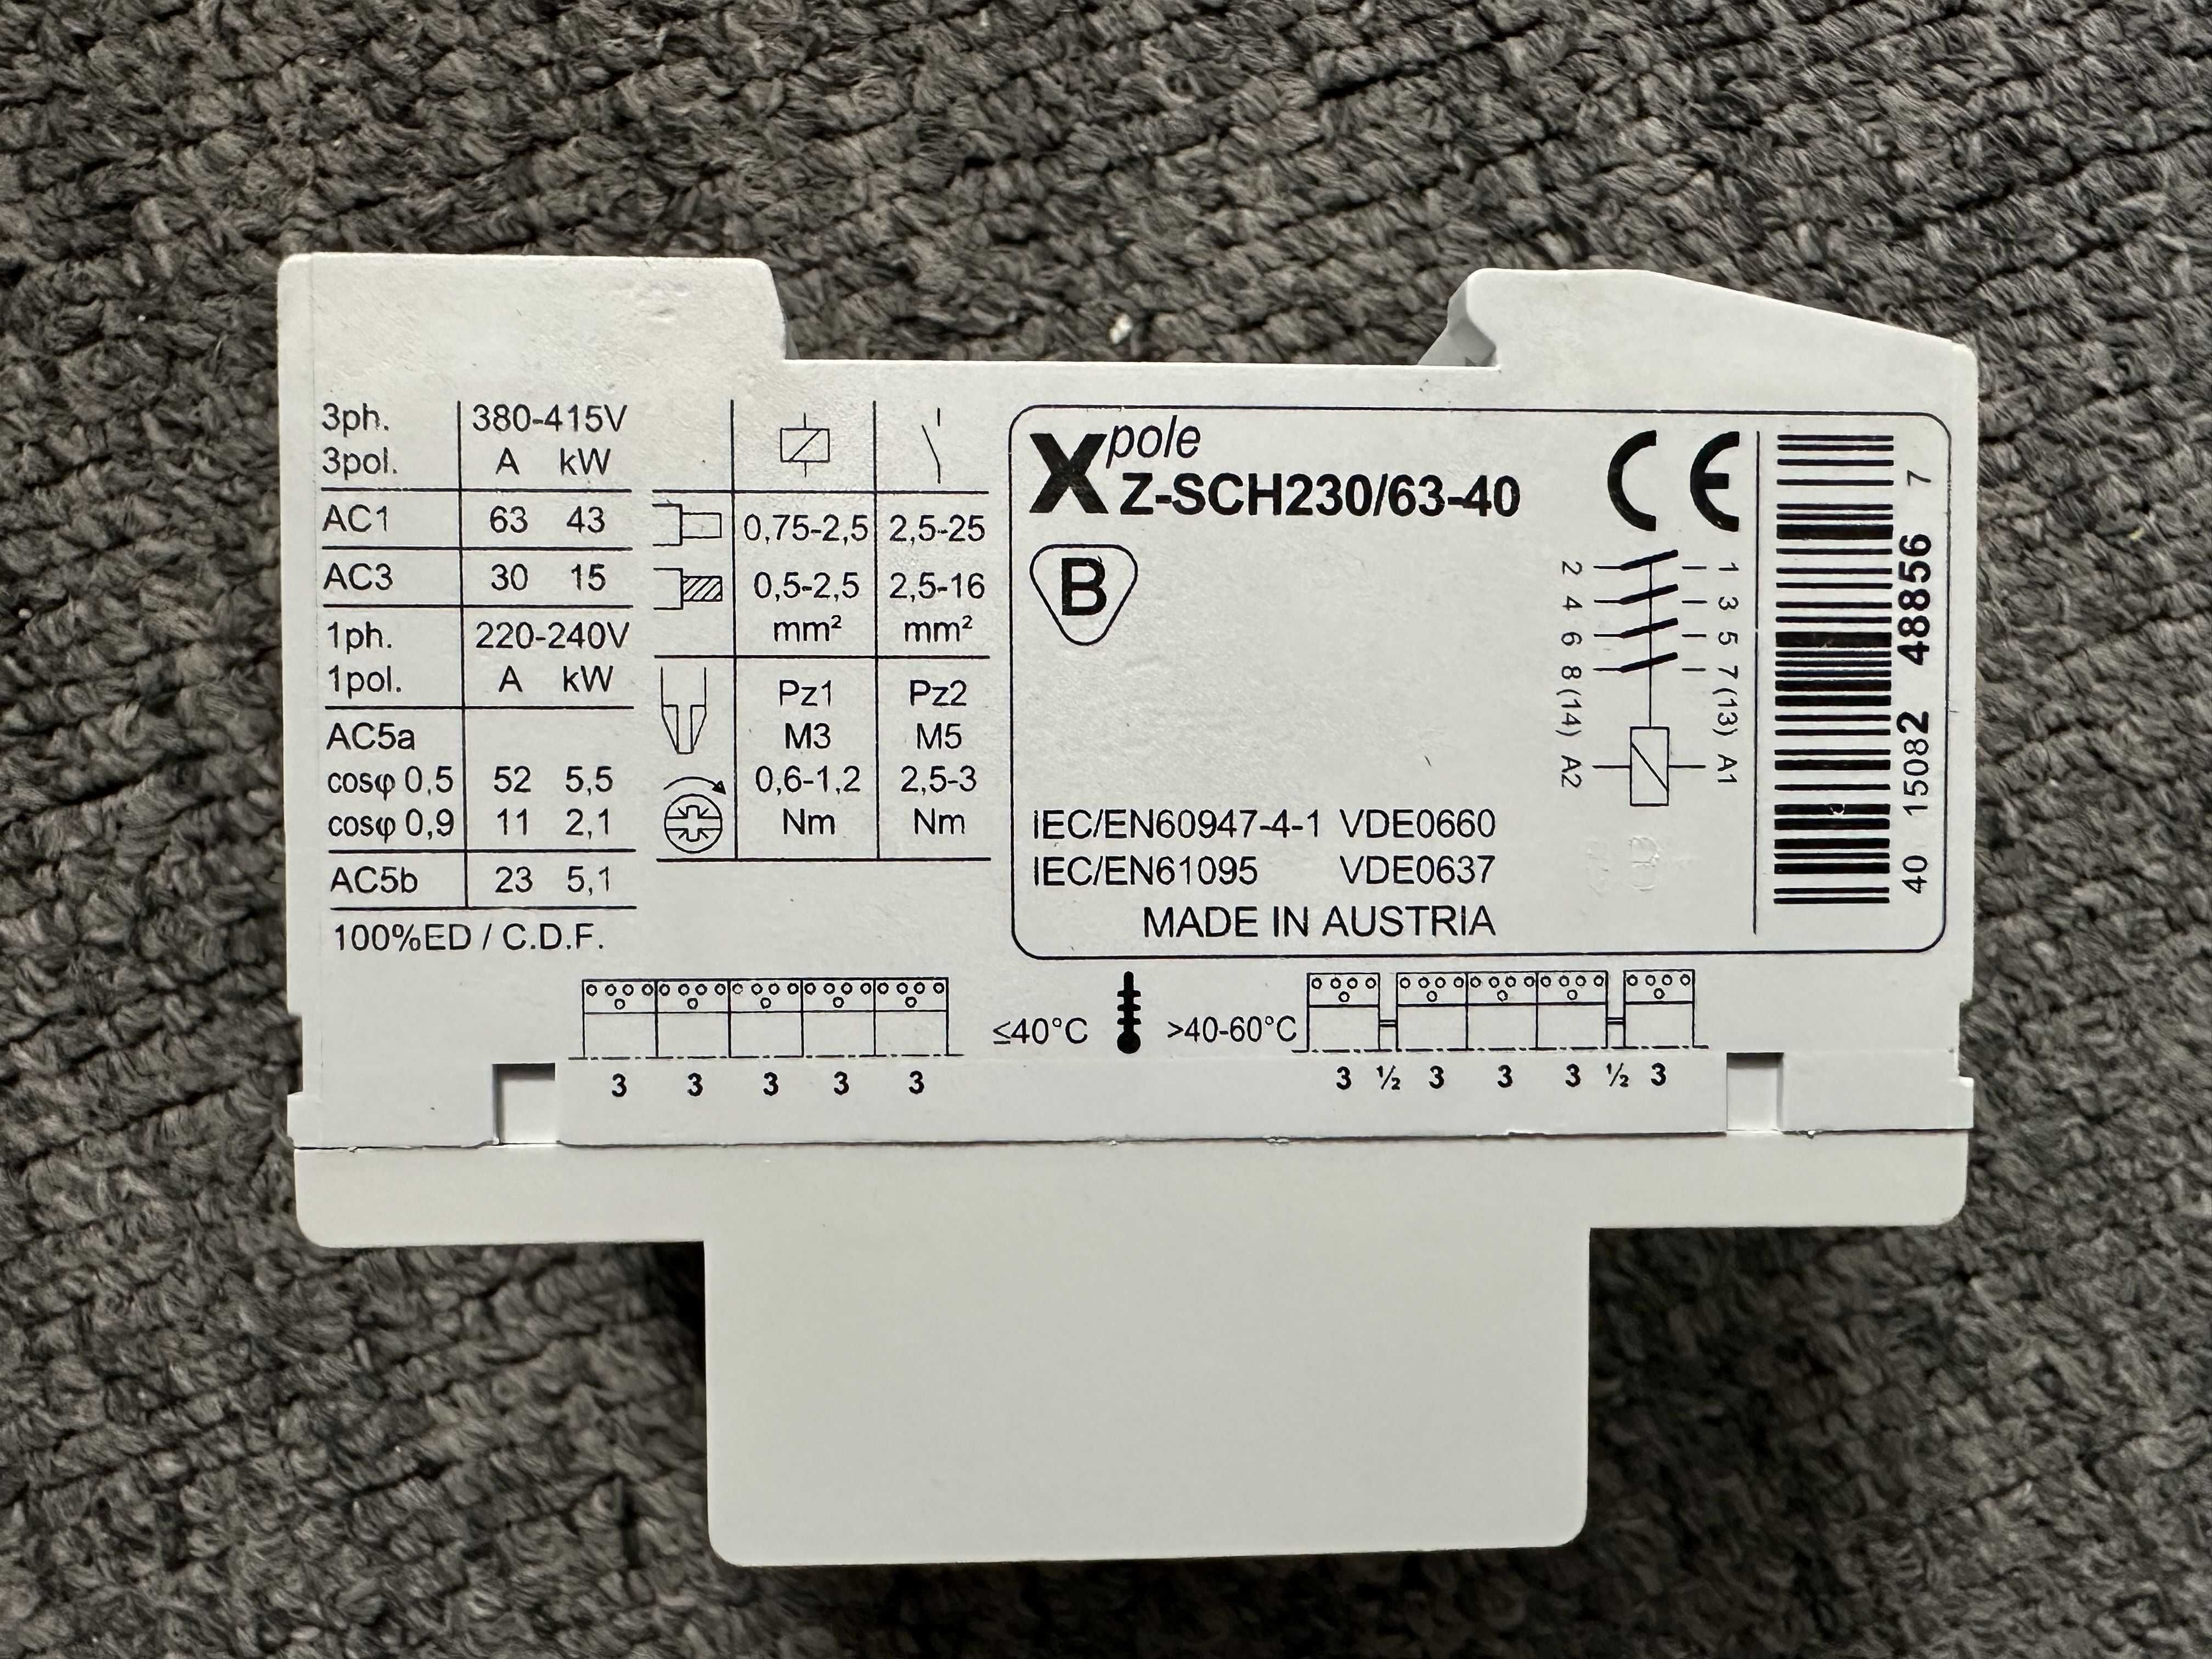 3ph. 380-415V
3pol. A kW
AC1 63 43
AC3 30 15
1ph. 220-240V
1pol. A kW
AC5a
cosφ 0,5 52 5,5
cosφ 0,9 11 2,1
AC5b 23 5,1
100%ED / C.D.F.
0,75-2,5 2,5-25
0,5-2,5 2,5-16
mm² mm²
Pz1 Pz2
M3 M5
0,6-1,2 2,5-3
Nm Nm
Xpole
Z-SCH230/63-40
CE
B
2 1
4 3
6 5
8 (14) 7 (13)
A2 A1
IEC/EN60947-4-1 VDE0660
IEC/EN61095 VDE0637
MADE IN AUSTRIA
40 15082 48856 7
≤40°C >40-60°C
3 3 3 3 3
3 ½ 3 3 3 ½ 3